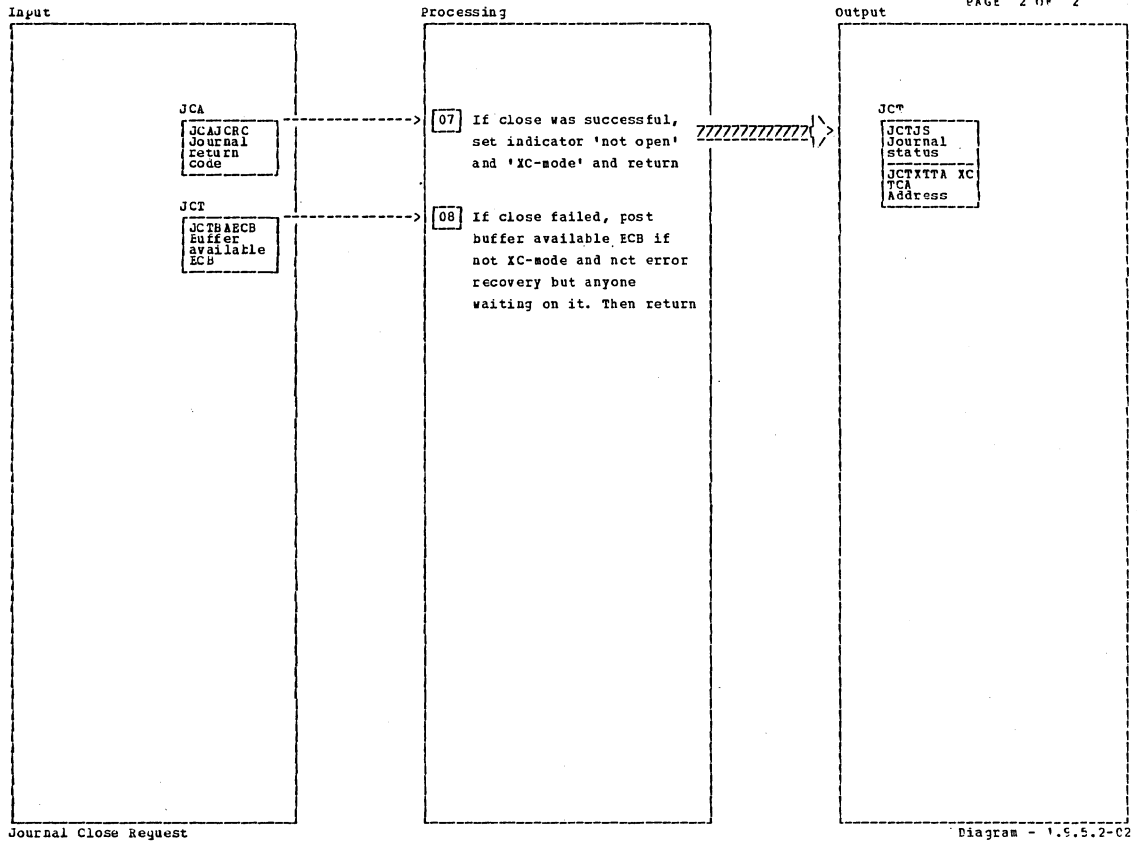 PAGE 2 OF 2
Input Processing Output
JCA
JCAJCRC
Journal
return
code
07 If close was successful,
set indicator 'not open'
and 'XC-mode' and return
JCT
JCTJS
Journal
status
JCTXTTA XC
TCA
Address
JCT
JCTBAECB
Buffer
available
ECB
08 If close failed, post
buffer available ECB if
not XC-mode and nct error
recovery but anyone
waiting on it. Then return
Journal Close Request Diagram - 1.9.5.2-02